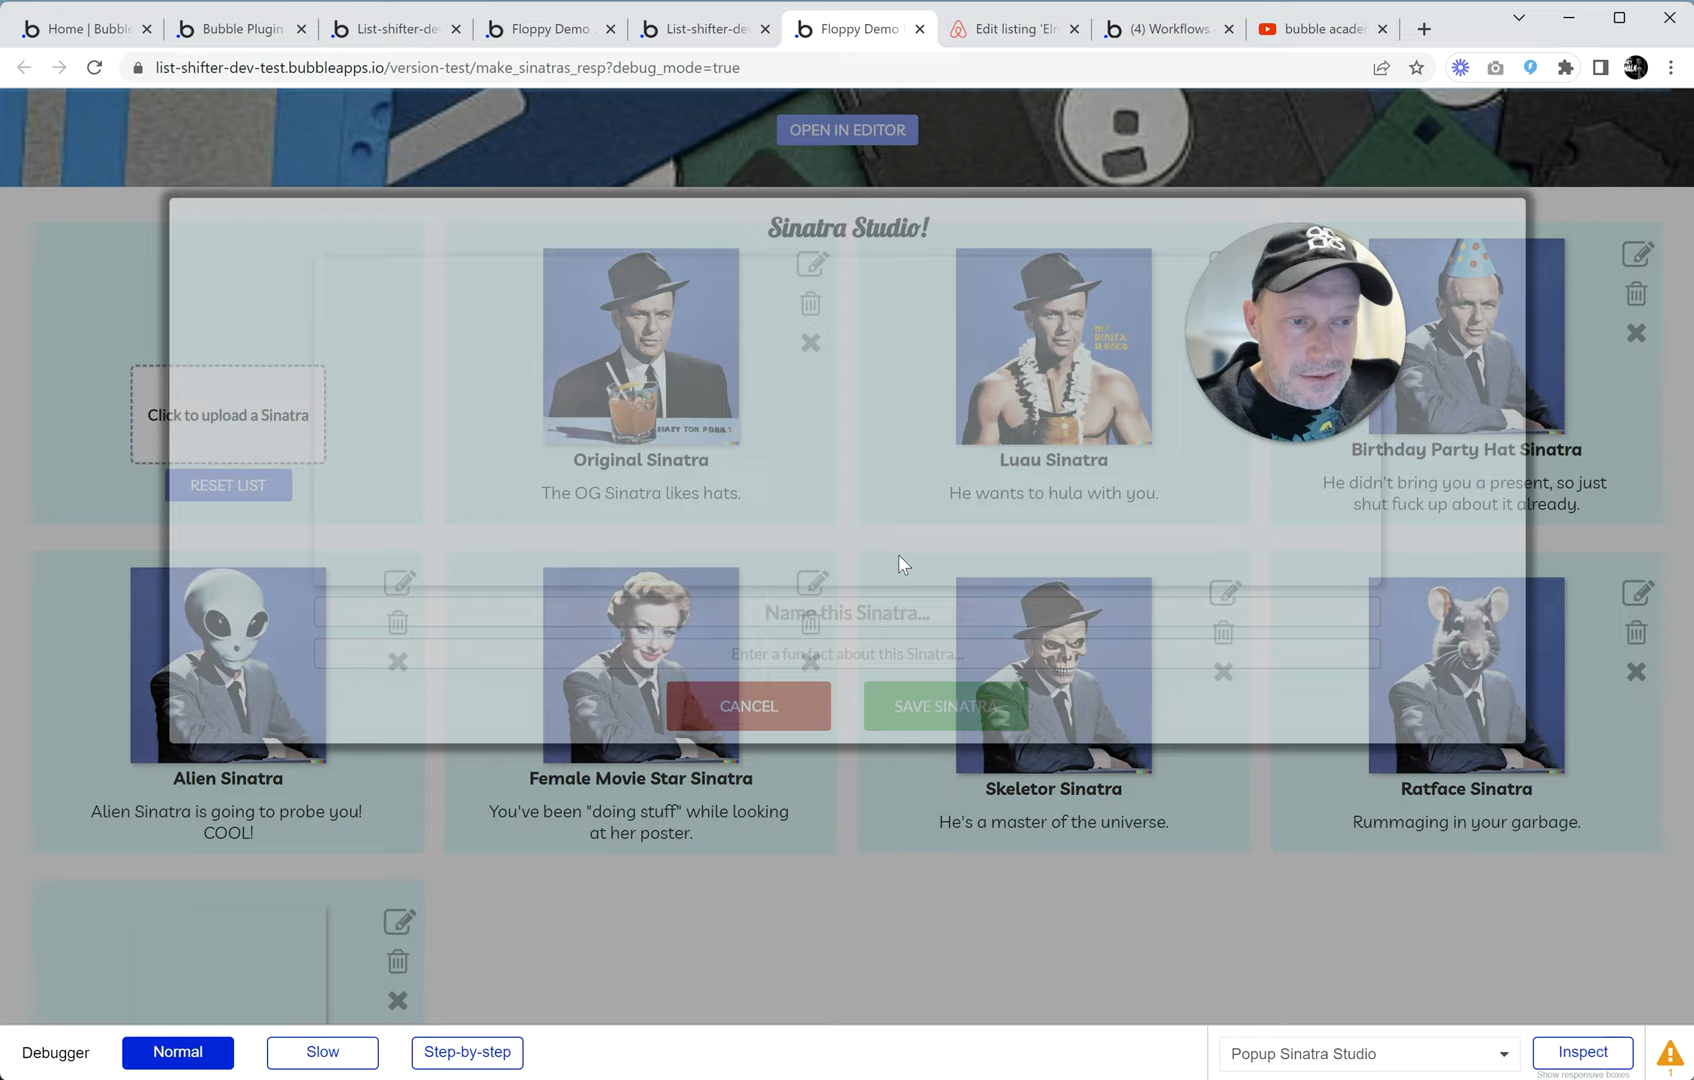 Home | Bubble
Bubble Plugin
List-shifter-dev
Floppy Demo
List-shifter-dev
Floppy Demo
Edit listing 'Elro
(4) Workflows
bubble acade
list-shifter-dev-test.bubbleapps.io/version-test/make_sinatras_resp?debug_mode=true
OPEN IN EDITOR
Sinatra Studio!
Click to upload a Sinatra
RESET LIST
Original Sinatra
The OG Sinatra likes hats.
Luau Sinatra
He wants to hula with you.
Birthday Party Hat Sinatra
He didn't bring you a present, so just
shut fuck up about it already.
Name this Sinatra...
Enter a fun fact about this Sinatra...
CANCEL
SAVE SINATRA
Alien Sinatra
Alien Sinatra is going to probe you!
COOL!
Female Movie Star Sinatra
You've been "doing stuff" while looking
at her poster.
Skeletor Sinatra
He's a master of the universe.
Ratface Sinatra
Rummaging in your garbage.
Debugger
Normal
Slow
Step-by-step
Popup Sinatra Studio
Inspect
Show responsive boxes
1